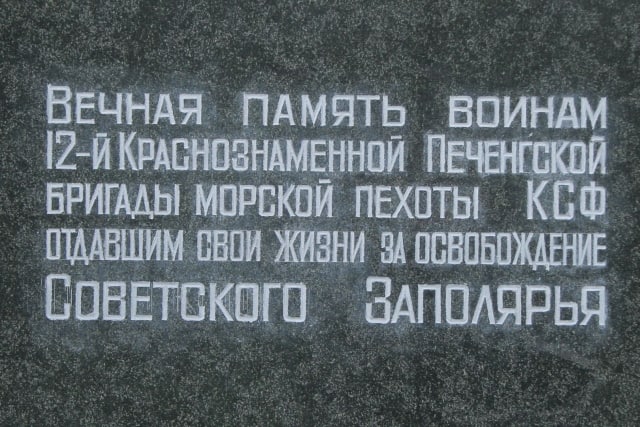 Вечная память воинам
12-й Краснознаменной Печенгской
бригады морской пехоты КСФ
отдавшим свои жизни за освобождение
Советского Заполярья